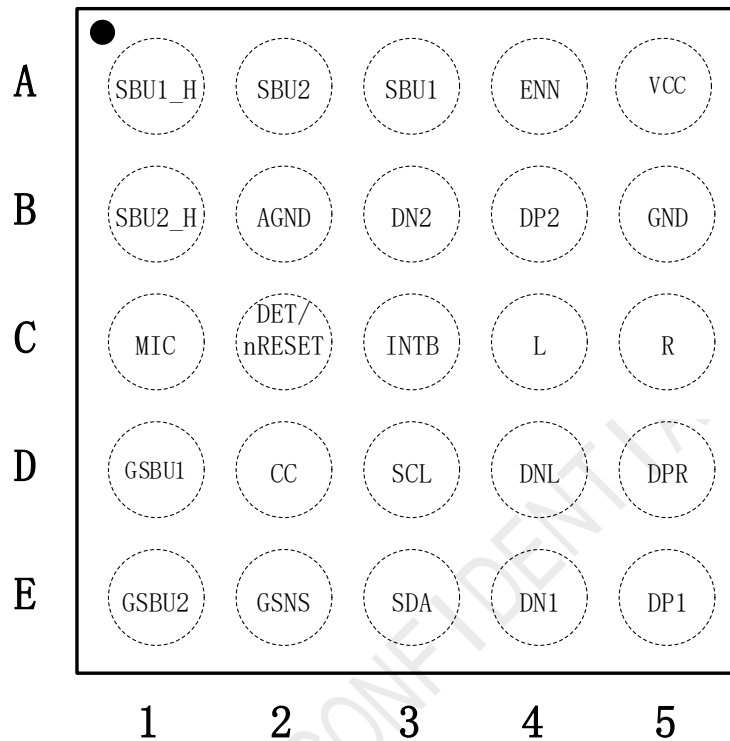 A SBU1_H SBU2 SBU1 ENN VCC
B SBU2_H AGND DN2 DP2 GND
C MIC DET/
nRESET INTB L R
D GSBU1 CC SCL DNL DPR
E GSBU2 GSNS SDA DN1 DP1
1 2 3 4 5